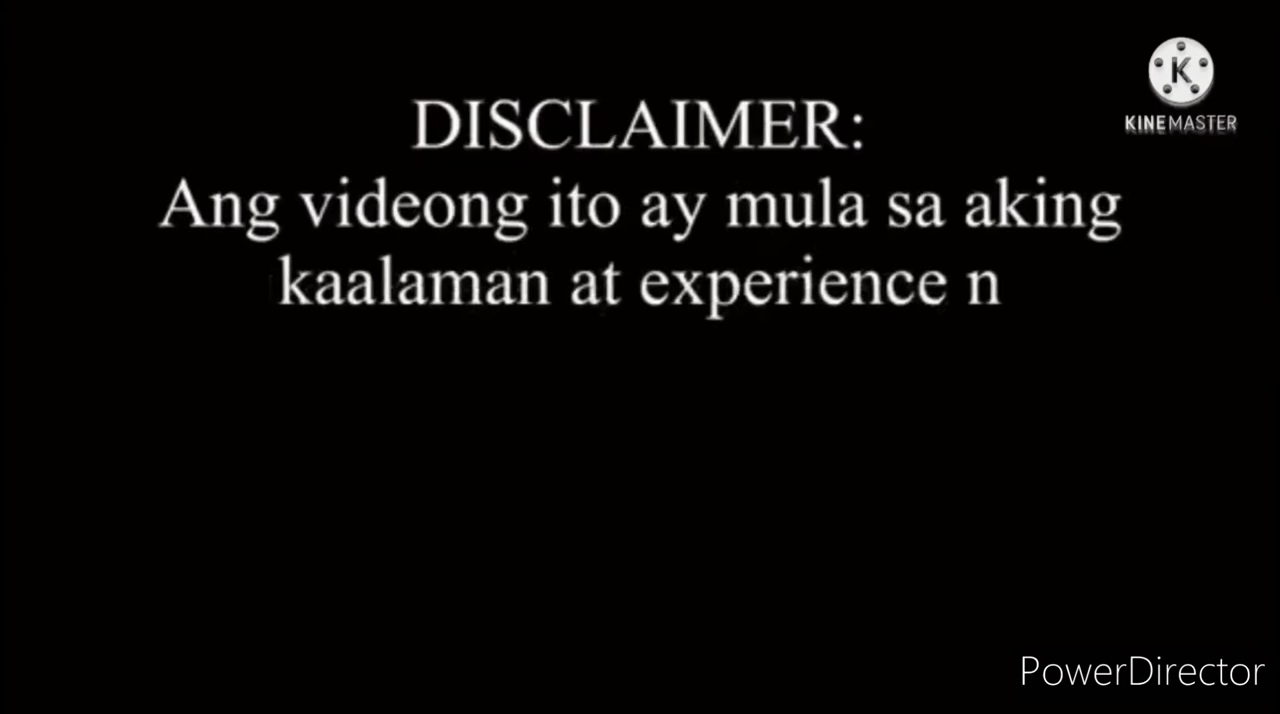 K
KINEMASTER
DISCLAIMER:
Ang videong ito ay mula sa aking
kaalaman at experience n
PowerDirector